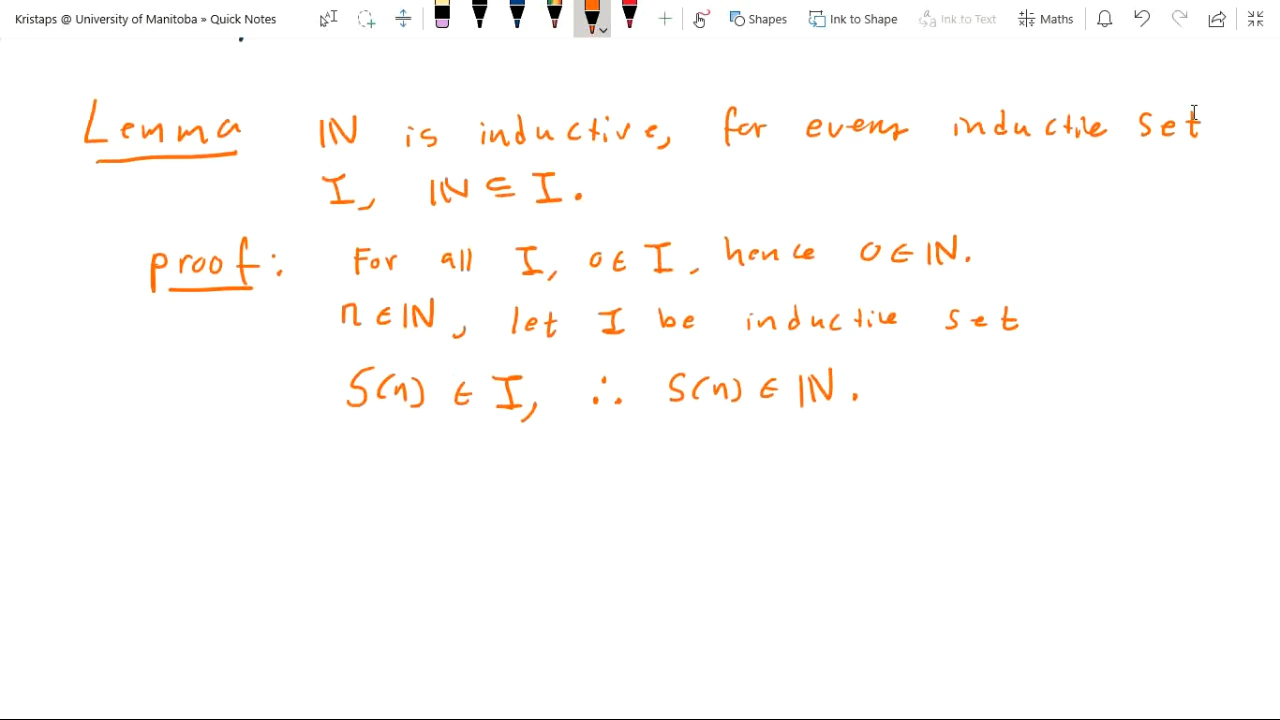 Kristaps @ University of Manitoba » Quick Notes Shapes Ink to Shape Ink to Text Maths
Lemma ℕ is inductive, for every inductive set
I, ℕ ⊆ I.
proof: For all I, 0 ∈ I, hence 0 ∈ ℕ.
n ∈ ℕ, let I be inductive set
S(n) ∈ I, ∴ S(n) ∈ ℕ.